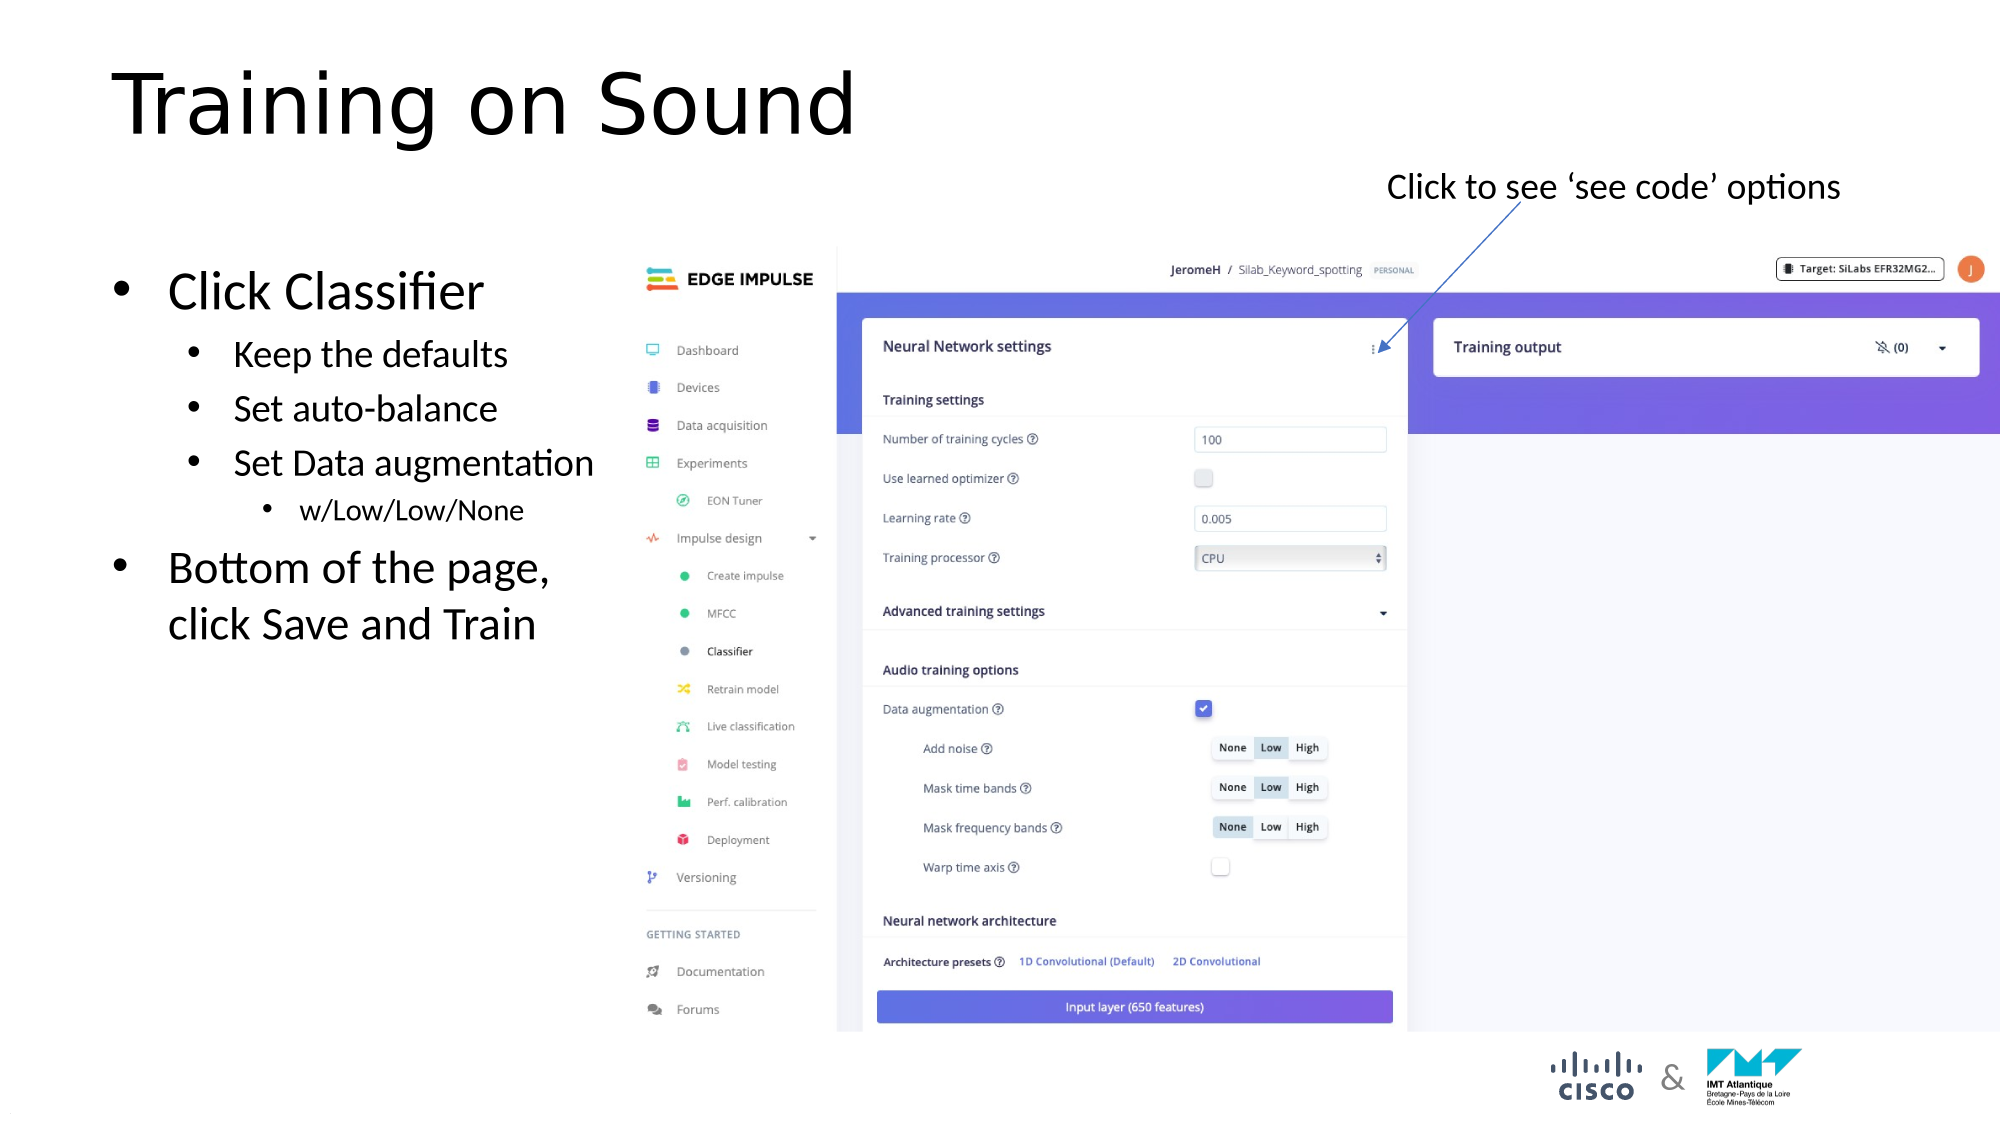 Training on Sound
Click to see ‘see code’ options
• Click Classifier
• Keep the defaults
• Set auto-balance
• Set Data augmentation
• w/Low/Low/None
• Bottom of the page,
click Save and Train
EDGE IMPULSE
Dashboard
Devices
Data acquisition
Experiments
EON Tuner
Impulse design
Create impulse
MFCC
Classifier
Retrain model
Live classification
Model testing
Perf. calibration
Deployment
Versioning
GETTING STARTED
Documentation
Forums
JeromeH / Silab_Keyword_spotting PERSONAL
Target: SiLabs EFR32MG2... J
Neural Network settings
Training settings
Number of training cycles 100
Use learned optimizer
Learning rate 0.005
Training processor CPU
Advanced training settings
Audio training options
Data augmentation
Add noise None Low High
Mask time bands None Low High
Mask frequency bands None Low High
Warp time axis
Neural network architecture
Architecture presets 1D Convolutional (Default) 2D Convolutional
Input layer (650 features)
Training output (0)
CISCO & IMT Atlantique
Bretagne-Pays de la Loire
École Mines-Télécom